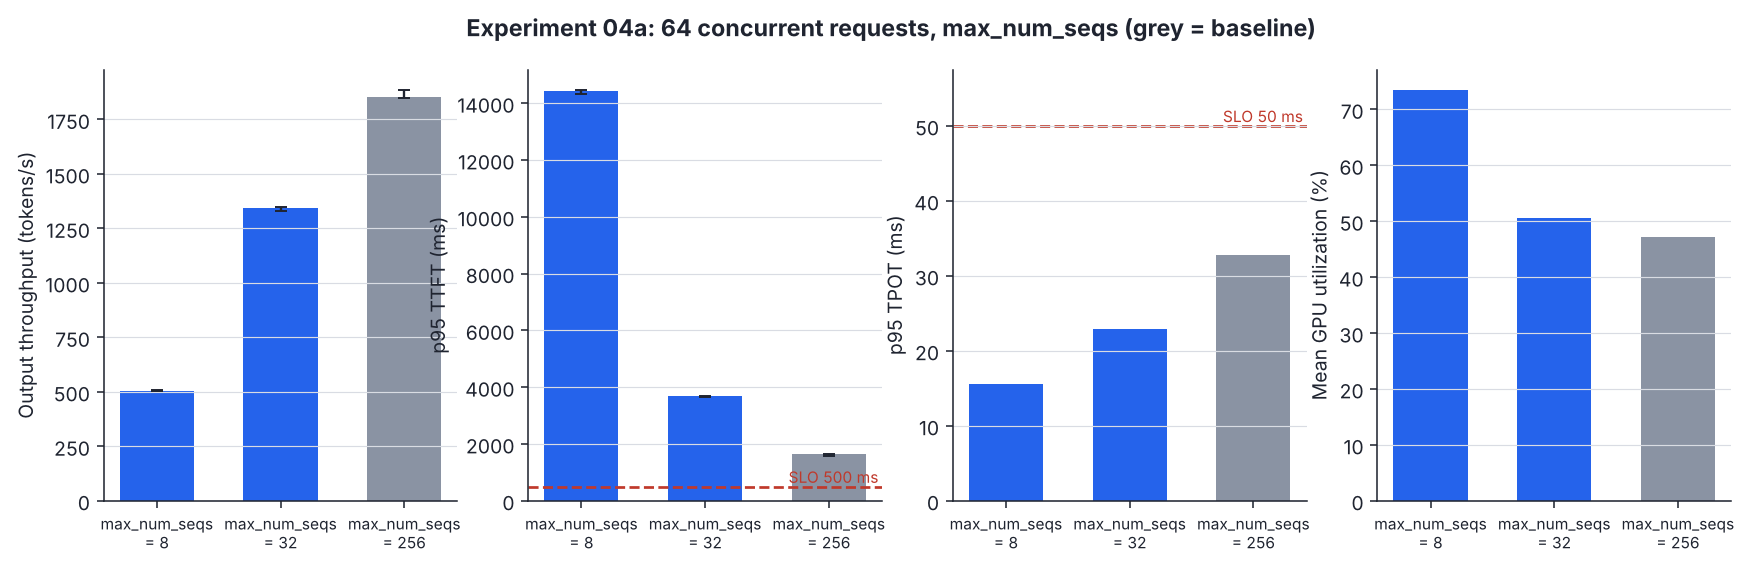 Experiment 04a: 64 concurrent requests, max_num_seqs (grey = baseline)
Output throughput (tokens/s)
1750
1500
1250
1000
750
500
250
0
max_num_seqs
= 8
max_num_seqs
= 32
max_num_seqs
= 256
p95 TTFT (ms)
14000
12000
10000
8000
6000
4000
2000
0
SLO 500 ms
max_num_seqs
= 8
max_num_seqs
= 32
max_num_seqs
= 256
p95 TPOT (ms)
50
40
30
20
10
0
SLO 50 ms
max_num_seqs
= 8
max_num_seqs
= 32
max_num_seqs
= 256
Mean GPU utilization (%)
70
60
50
40
30
20
10
0
max_num_seqs
= 8
max_num_seqs
= 32
max_num_seqs
= 256